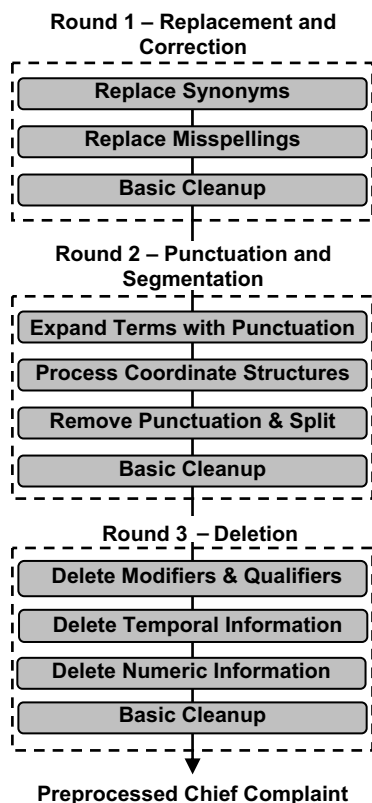 Round 1 – Replacement and
Correction
Replace Synonyms
Replace Misspellings
Basic Cleanup
Round 2 – Punctuation and
Segmentation
Expand Terms with Punctuation
Process Coordinate Structures
Remove Punctuation & Split
Basic Cleanup
Round 3 – Deletion
Delete Modifiers & Qualifiers
Delete Temporal Information
Delete Numeric Information
Basic Cleanup
Preprocessed Chief Complaint